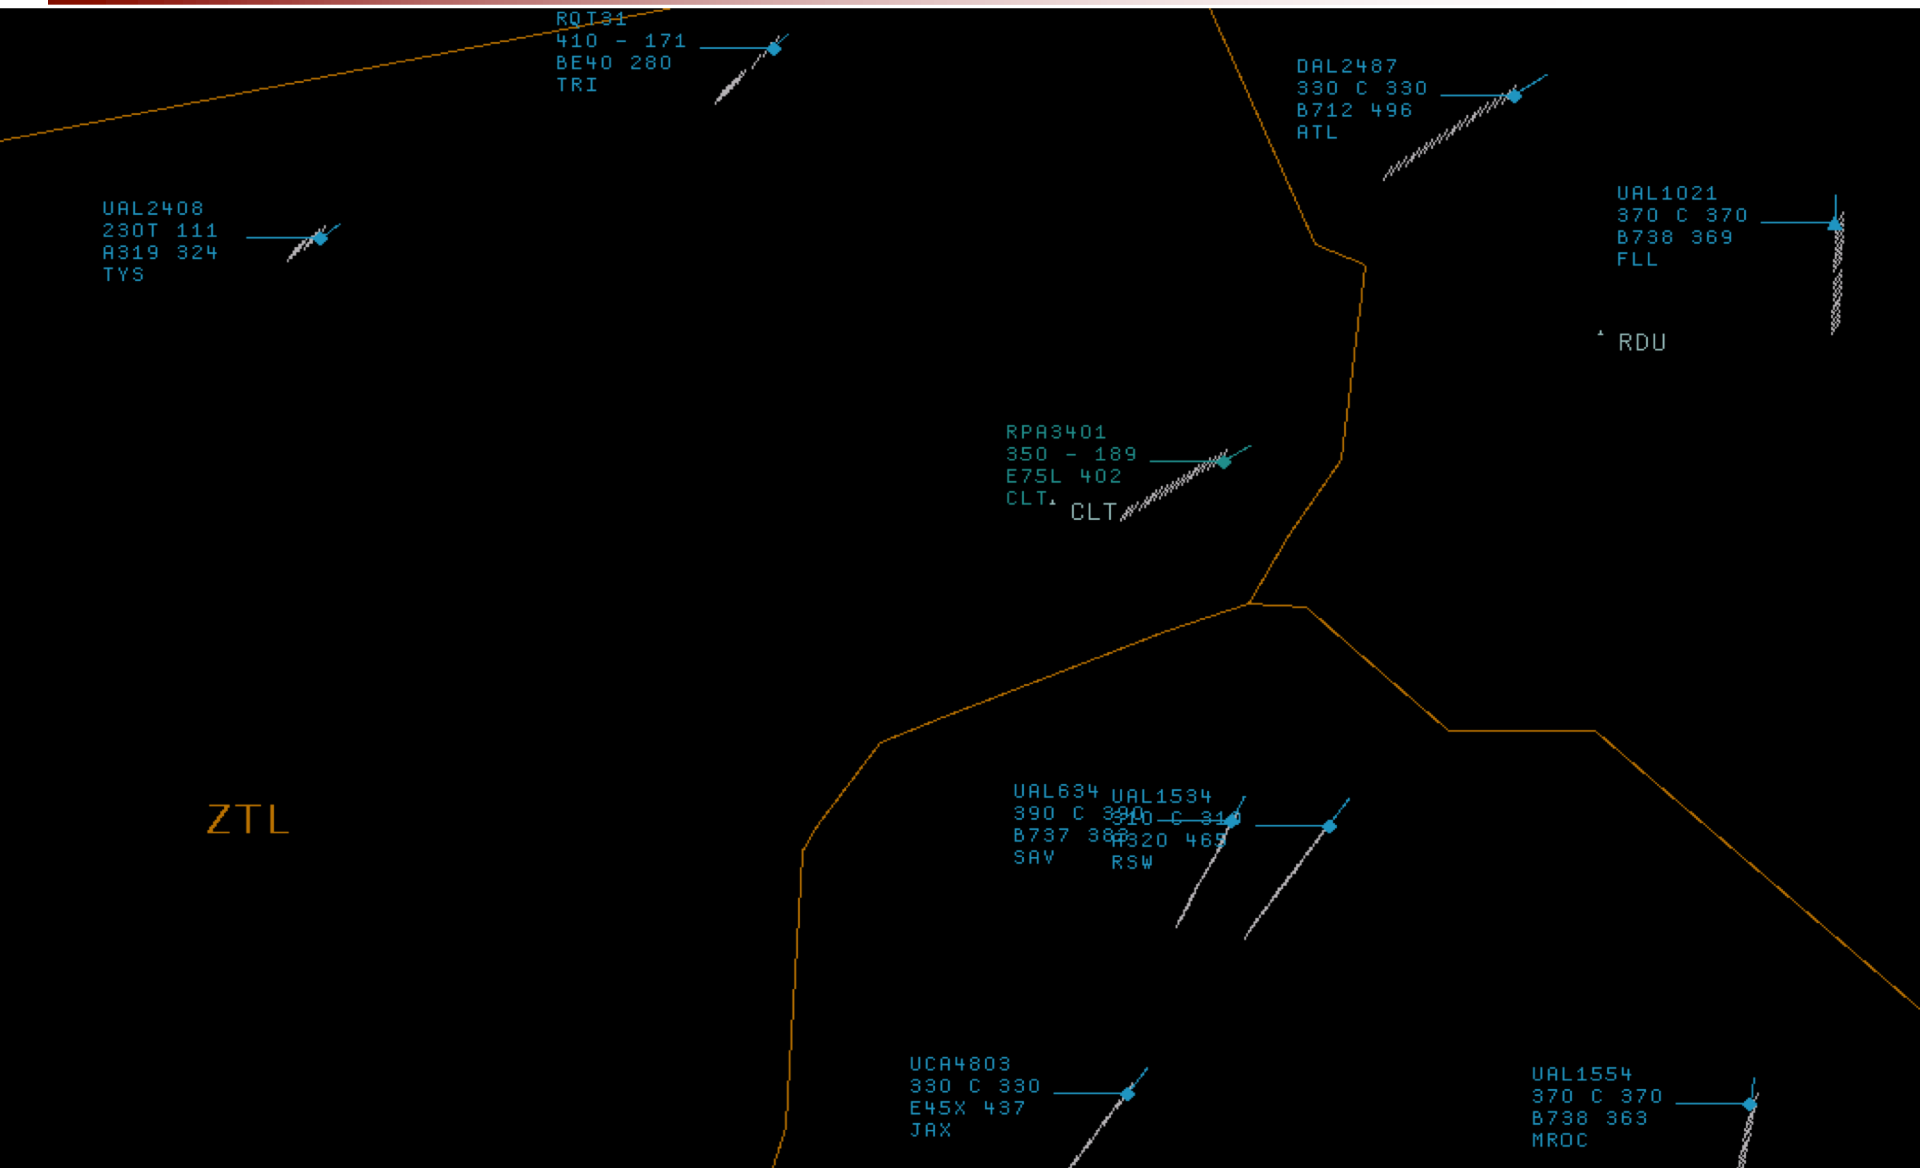 RQT31
410 - 171
BE40 280
TRI
DAL2487
330 C 330
B712 496
ATL
UAL1021
370 C 370
B738 369
FLL
UAL2408
230T 111
A319 324
TYS
RDU
RPA3401
350 - 189
E75L 402
CLT
CLT
UAL634
390 C
B737
SAV
UAL1534
C
465
RSW
ZTL
UCA4803
330 C 330
E45X 437
JAX
UAL1554
370 C 370
B738 363
MROC